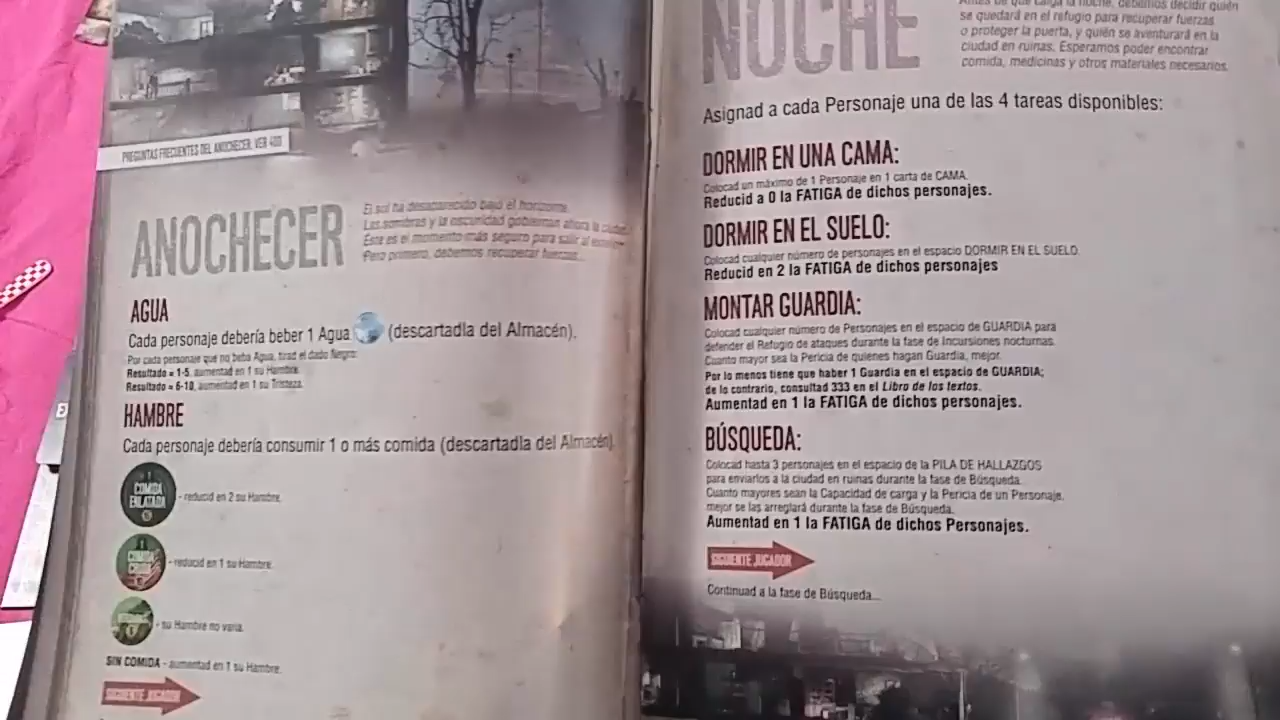 PREGUNTAS FRECUENTES DEL ANOCHECER, VER 400
ANOCHECER
El sol ha desaparecido bajo el horizonte.
Las sombras y la oscuridad gobiernan ahora la
Este es el momento más seguro para salir al
Pero primero, debemos recuperar fuerzas...
AGUA
Cada personaje debería beber 1 Agua (descartadla del Almacén).
Por cada personaje que no beba Agua, tirad el dado Negro:
Resultado = 1-5, aumentad en 1 su Hambre.
Resultado = 6-10, aumentad en 1 su Tristeza.
HAMBRE
Cada personaje debería consumir 1 o más comida (descartadla del Almacén).
COMIDA
ENLATADA
- reducid en 2 su Hambre.
COMIDA
- reducid en 1 su Hambre.
- su Hambre no varía.
SIN COMIDA - aumentad en 1 su Hambre.
SIGUIENTE JUGADOR
NOCHE
Antes de que caiga la noche, debemos decidir quién
se quedará en el refugio para recuperar fuerzas
o proteger la puerta, y quién se aventurará en la
ciudad en ruinas. Esperamos poder encontrar
comida, medicinas y otros materiales necesarios.
Asignad a cada Personaje una de las 4 tareas disponibles:
DORMIR EN UNA CAMA:
Colocad un máximo de 1 Personaje en 1 carta de CAMA.
Reducid a 0 la FATIGA de dichos personajes.
DORMIR EN EL SUELO:
Colocad cualquier número de personajes en el espacio DORMIR EN EL SUELO.
Reducid en 2 la FATIGA de dichos personajes
MONTAR GUARDIA:
Colocad cualquier número de Personajes en el espacio de GUARDIA para
defender el Refugio de ataques durante la fase de Incursiones nocturnas.
Cuanto mayor sea la Pericia de quienes hagan Guardia, mejor.
Por lo menos tiene que haber 1 Guardia en el espacio de GUARDIA;
de lo contrario, consultad 333 en el Libro de los textos.
Aumentad en 1 la FATIGA de dichos personajes.
BÚSQUEDA:
Colocad hasta 3 personajes en el espacio de la PILA DE HALLAZGOS
para enviarlos a la ciudad en ruinas durante la fase de Búsqueda.
Cuanto mayores sean la Capacidad de carga y la Pericia de un Personaje,
mejor se las arreglará durante la fase de Búsqueda.
Aumentad en 1 la FATIGA de dichos Personajes.
SIGUIENTE JUGADOR
Continuad a la fase de Búsqueda...